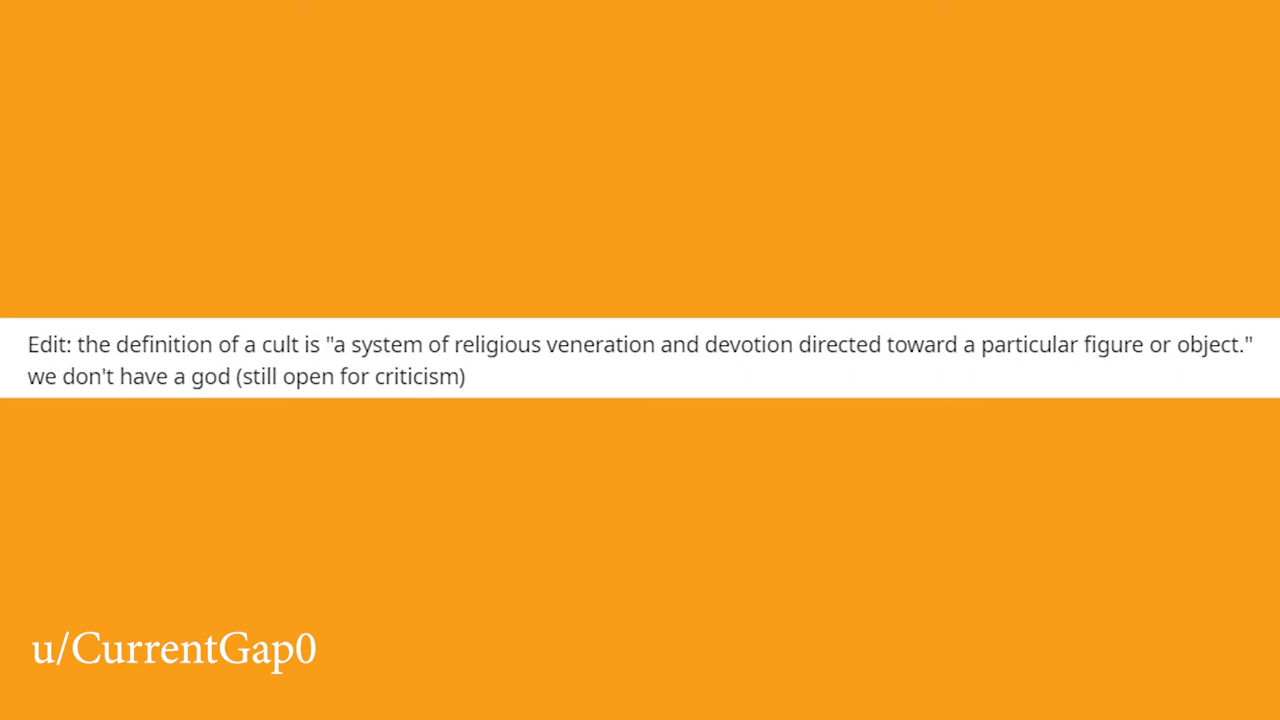 Edit: the definition of a cult is "a system of religious veneration and devotion directed toward a particular figure or object."
we don't have a god (still open for criticism)
u/CurrentGap0